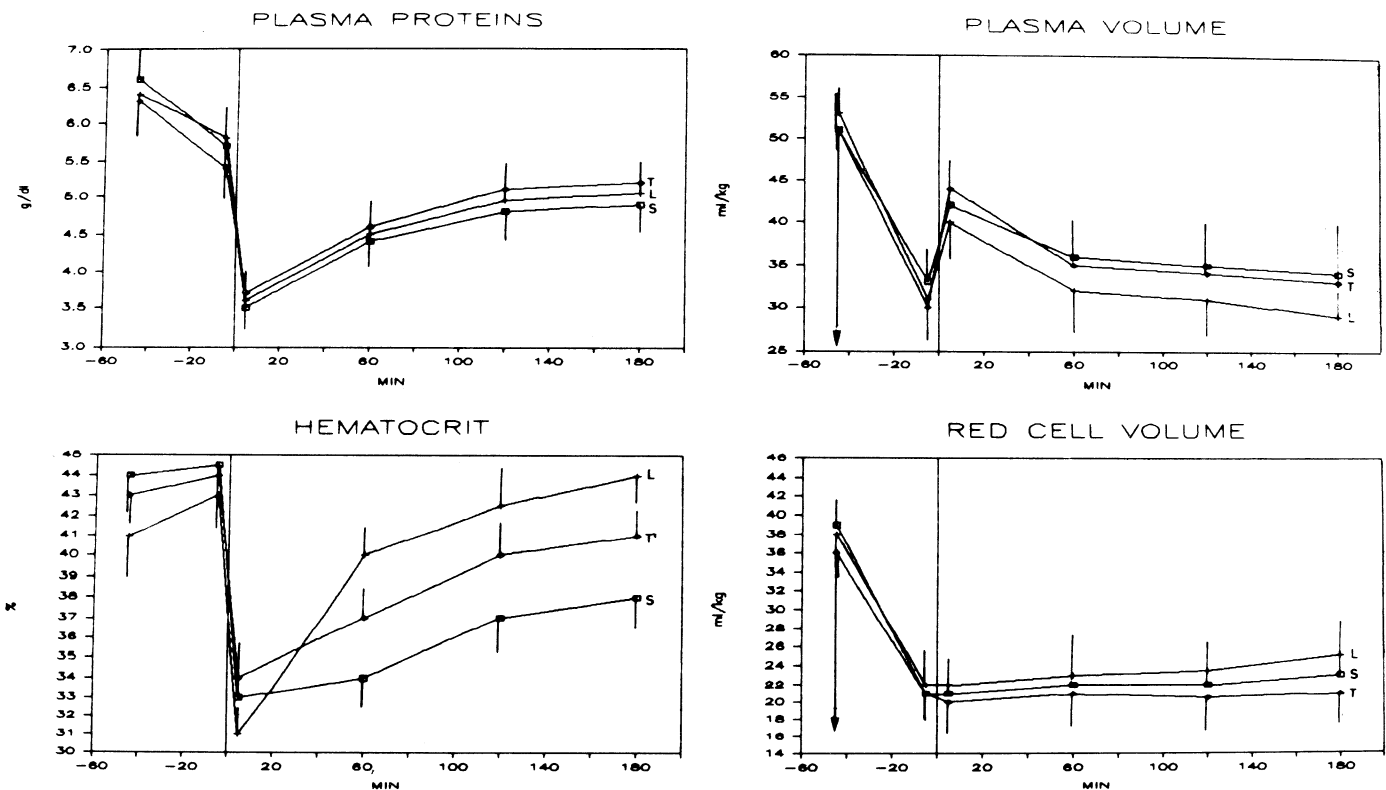 PLASMA PROTEINS
7.0
6.5
6.0
5.5
5.0
4.5
4.0
3.5
3.0
g/dl
T
L
S
-60 -20 20 60 100 140 180
MIN
PLASMA VOLUME
60
55
50
45
40
35
30
25
ml/kg
S
T
L
-60 -20 20 60 100 140 180
MIN
HEMATOCRIT
45
44
43
42
41
40
39
38
37
36
35
34
33
32
31
30
%
L
T
S
-60 -20 20 60 100 140 180
MIN
RED CELL VOLUME
46
44
42
40
38
36
34
32
30
28
26
24
22
20
18
16
14
ml/kg
L
S
T
-60 -20 20 60 100 140 180
MIN